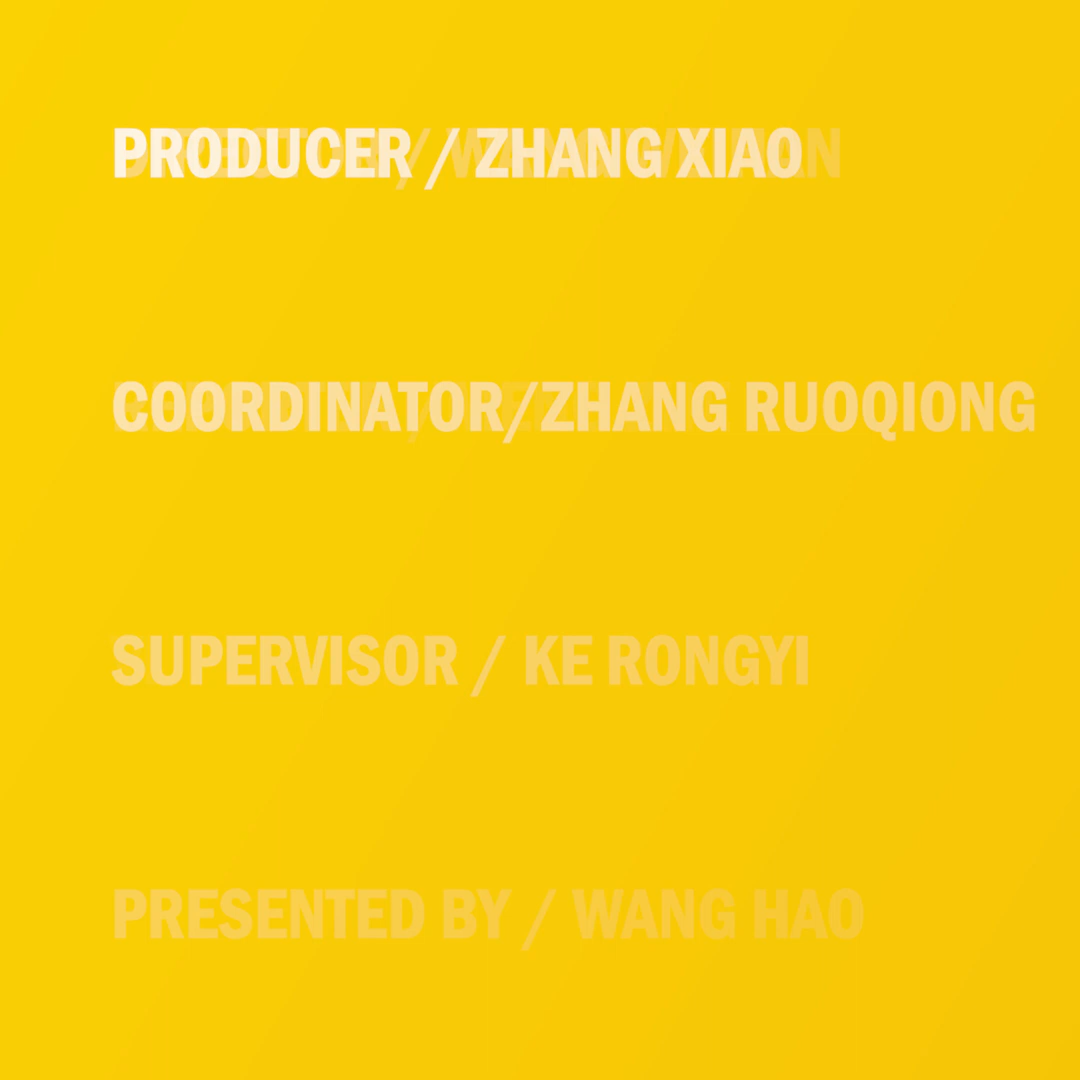 PRODUCER / ZHANG XIAO
COORDINATOR/ZHANG RUOQIONG
SUPERVISOR / KE RONGYI
PRESENTED BY / WANG HAO